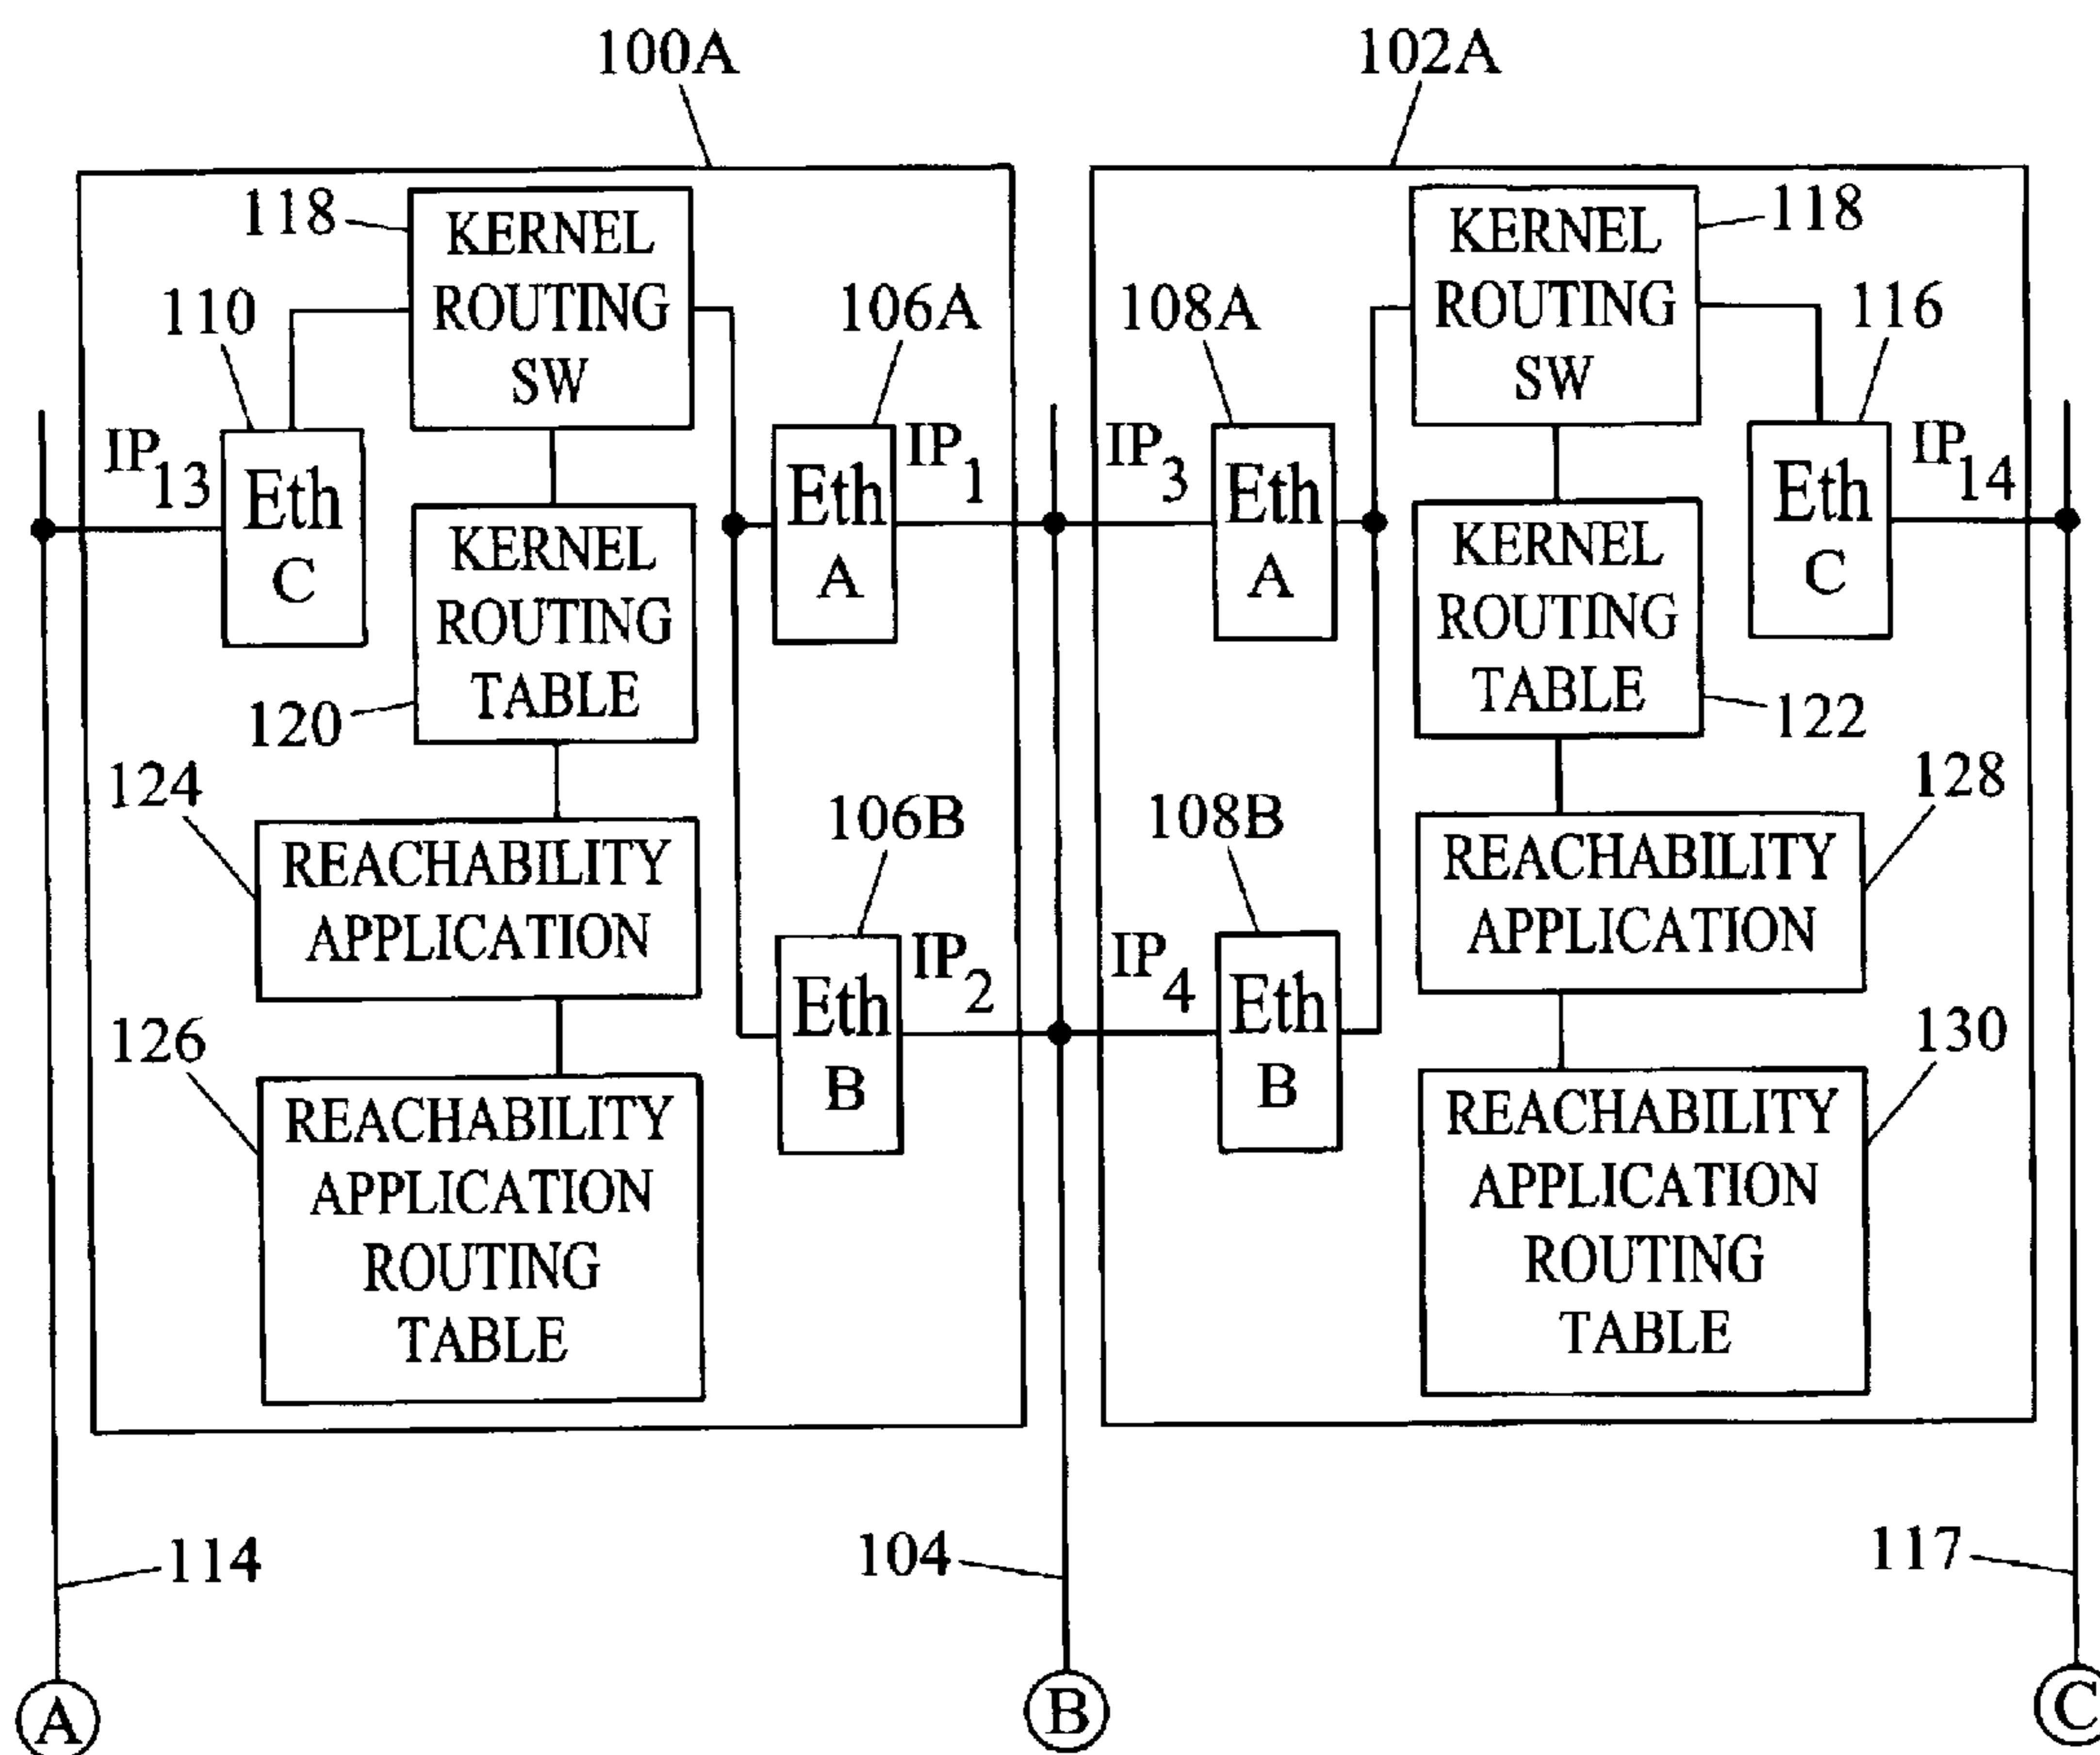 100A
102A
118
KERNEL
ROUTING
SW
KERNEL
ROUTING
SW
118
110
106A
108A
116
IP13
Eth
C
Eth
A
IP1
IP3
Eth
A
Eth
C
IP14
KERNEL
ROUTING
TABLE
KERNEL
ROUTING
TABLE
120
122
124
128
106B
108B
REACHABILITY
APPLICATION
REACHABILITY
APPLICATION
Eth
B
IP2
IP4
Eth
B
126
130
REACHABILITY
APPLICATION
ROUTING
TABLE
REACHABILITY
APPLICATION
ROUTING
TABLE
114
104
117
A
B
C